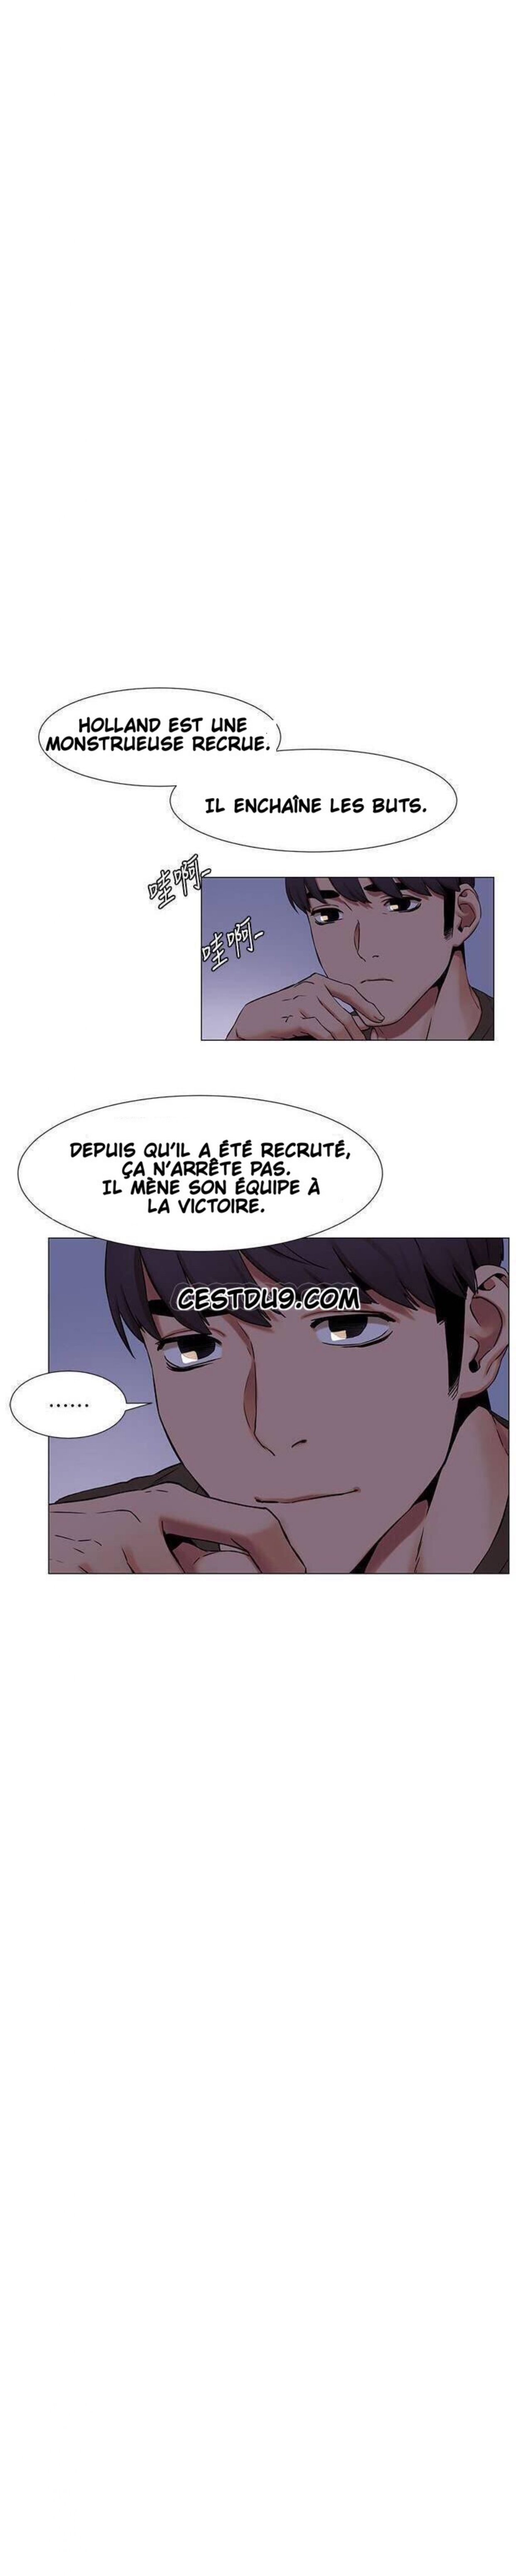 HOLLAND EST UNE
MONSTRUEUSE RECRUE.
IL ENCHAÎNE LES BUTS.
哇啊~
哇啊~
DEPUIS QU'IL A ÉTÉ RECRUTÉ,
ÇA N'ARRÊTE PAS.
IL MÈNE SON ÉQUIPE À
LA VICTOIRE.
CESTDU9.COM
......